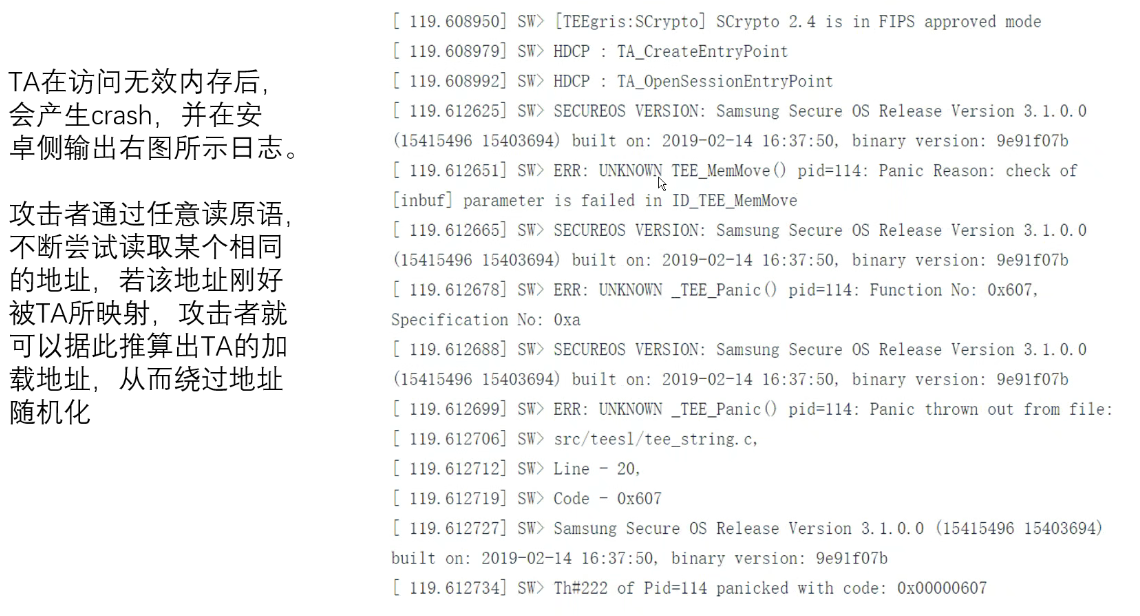 TA在访问无效内存后,
会产生crash，并在安
卓侧输出右图所示日志。
攻击者通过任意读原语,
不断尝试读取某个相同
的地址，若该地址刚好
被TA所映射，攻击者就
可以据此推算出TA的加
载地址，从而绕过地址
随机化
[ 119.608950] SW> [TEEgris:SCrypto] SCrypto 2.4 is in FIPS approved mode
[ 119.608979] SW> HDCP : TA_CreateEntryPoint
[ 119.608992] SW> HDCP : TA_OpenSessionEntryPoint
[ 119.612625] SW> SECUREOS VERSION: Samsung Secure OS Release Version 3.1.0.0
(15415496 15403694) built on: 2019-02-14 16:37:50, binary version: 9e91f07b
[ 119.612651] SW> ERR: UNKNOWN TEE_MemMove() pid=114: Panic Reason: check of
[inbuf] parameter is failed in ID_TEE_MemMove
[ 119.612665] SW> SECUREOS VERSION: Samsung Secure OS Release Version 3.1.0.0
(15415496 15403694) built on: 2019-02-14 16:37:50, binary version: 9e91f07b
[ 119.612678] SW> ERR: UNKNOWN _TEE_Panic() pid=114: Function No: 0x607,
Specification No: 0xa
[ 119.612688] SW> SECUREOS VERSION: Samsung Secure OS Release Version 3.1.0.0
(15415496 15403694) built on: 2019-02-14 16:37:50, binary version: 9e91f07b
[ 119.612699] SW> ERR: UNKNOWN _TEE_Panic() pid=114: Panic thrown out from file:
[ 119.612706] SW> src/teesl/tee_string.c,
[ 119.612712] SW> Line - 20,
[ 119.612719] SW> Code - 0x607
[ 119.612727] SW> Samsung Secure OS Release Version 3.1.0.0 (15415496 15403694)
built on: 2019-02-14 16:37:50, binary version: 9e91f07b
[ 119.612734] SW> Th#222 of Pid=114 panicked with code: 0x00000607